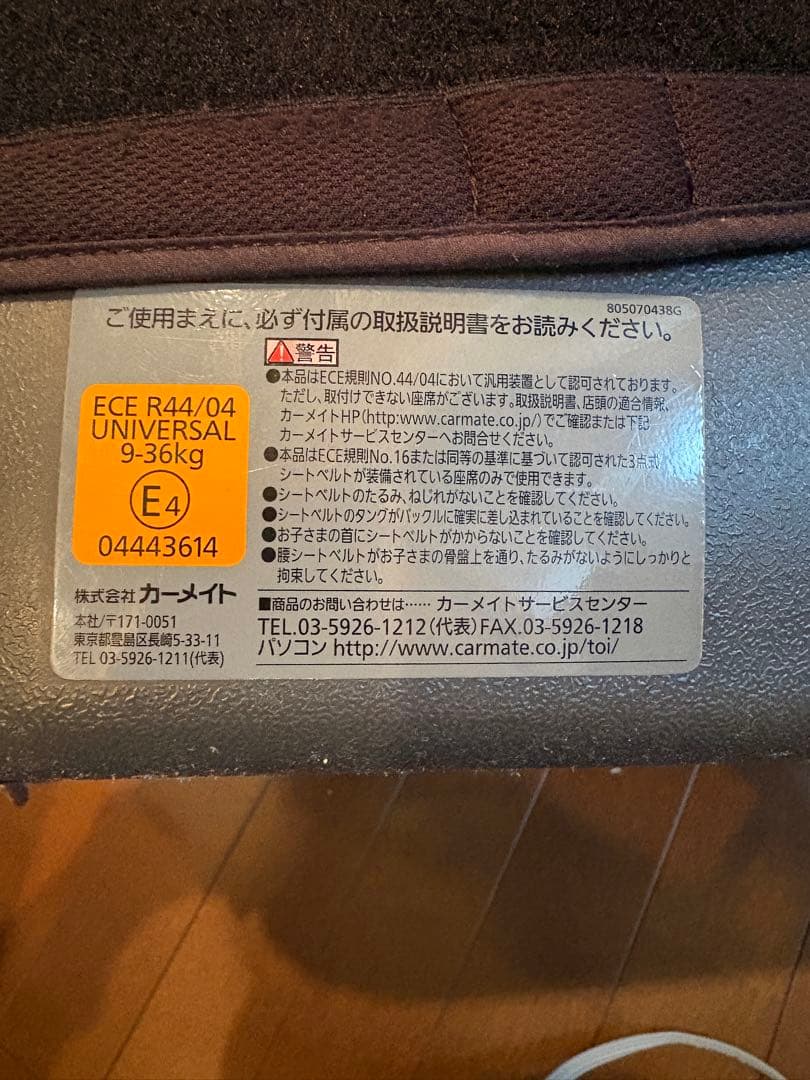 805070438G
ご使用まえに、必ず付属の取扱説明書をお読みください。
警告
●本品はECE規則NO.44/04において汎用装置として認可されております。
ただし、取付けできない座席がございます。取扱説明書、店頭の適合情報、
カーメイトHP(http:www.carmate.co.jp/)でご確認または下記
カーメイトサービスセンターへお問合せください。
●本品はECE規則No.16または同等の基準に基づいて認可された3点式
シートベルトが装備されている座席のみで使用できます。
●シートベルトのたるみ、ねじれがないことを確認してください。
●シートベルトのタングがバックルに確実に差し込まれていることを確認してください。
●お子さまの首にシートベルトがかからないことを確認してください。
●腰シートベルトがお子さまの骨盤上を通り、たるみがないようにしっかりと
拘束してください。
ECE R44/04
UNIVERSAL
9-36kg
E4
04443614
株式会社 カーメイト
本社/〒171-0051
東京都豊島区長崎5-33-11
TEL 03-5926-1211(代表)
■商品のお問い合わせは…… カーメイトサービスセンター
TEL.03-5926-1212(代表)FAX.03-5926-1218
パソコン http://www.carmate.co.jp/toi/